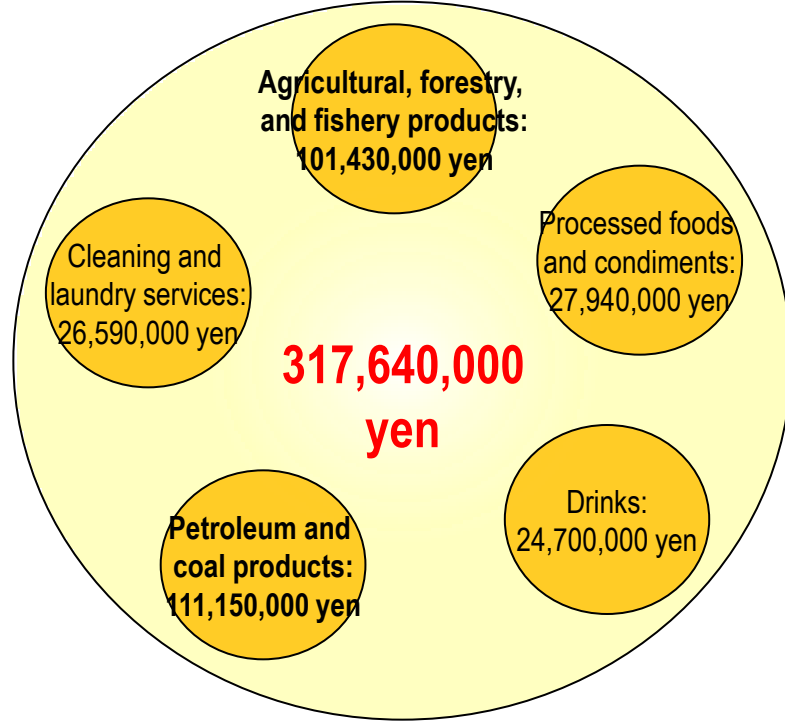 Agricultural, forestry,
and fishery products:
101,430,000 yen
Processed foods
and condiments:
27,940,000 yen
Cleaning and
laundry services:
26,590,000 yen
317,640,000
yen
Drinks:
24,700,000 yen
Petroleum and
coal products:
111,150,000 yen